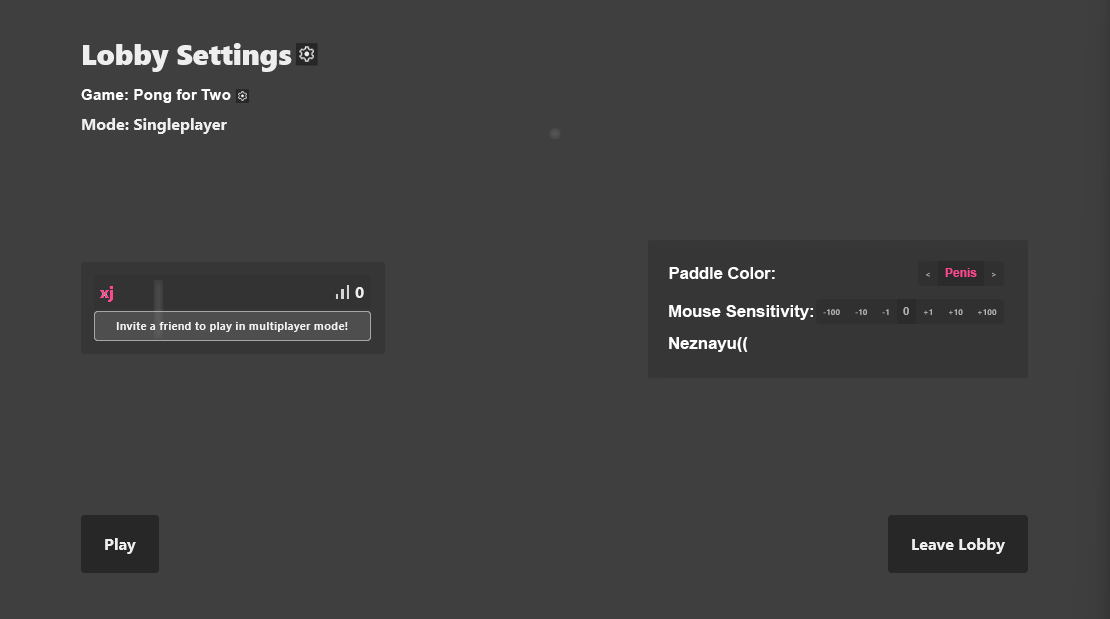 Lobby Settings
Game: Pong for Two
Mode: Singleplayer
xj 0
Invite a friend to play in multiplayer mode!
Paddle Color: < Penis >
Mouse Sensitivity: -100 -10 -1 0 +1 +10 +100
Neznayu((
Play
Leave Lobby